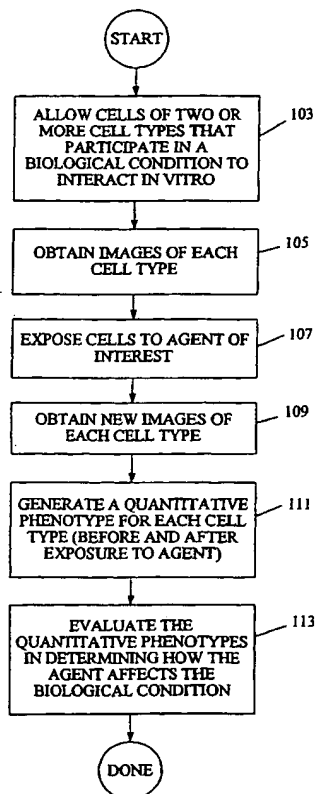 START
ALLOW CELLS OF TWO OR
MORE CELL TYPES THAT
PARTICIPATE IN A
BIOLOGICAL CONDITION TO
INTERACT IN VITRO
103
OBTAIN IMAGES OF EACH
CELL TYPE
105
EXPOSE CELLS TO AGENT OF
INTEREST
107
OBTAIN NEW IMAGES OF
EACH CELL TYPE
109
GENERATE A QUANTITATIVE
PHENOTYPE FOR EACH CELL
TYPE (BEFORE AND AFTER
EXPOSURE TO AGENT)
111
EVALUATE THE
QUANTITATIVE PHENOTYPES
IN DETERMINING HOW THE
AGENT AFFECTS THE
BIOLOGICAL CONDITION
113
DONE